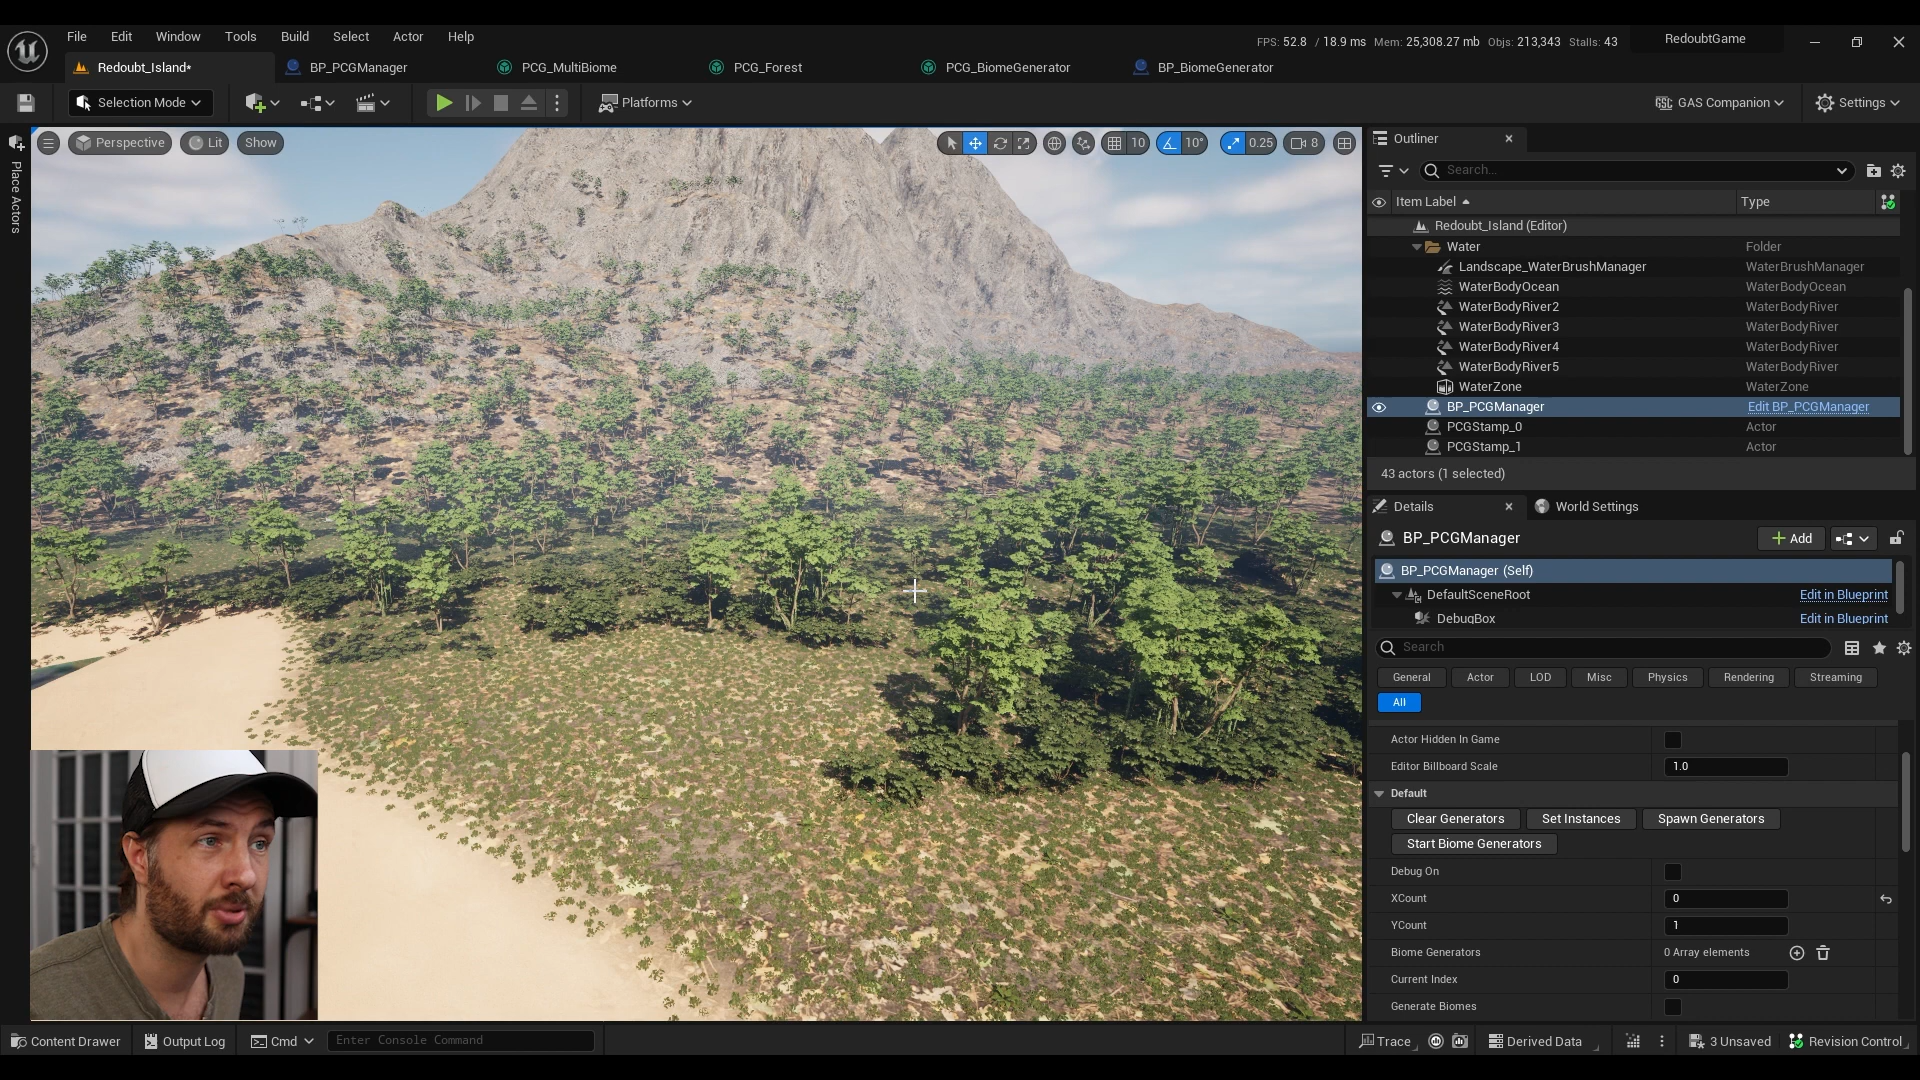 File Edit Window Tools Build Select Actor Help
FPS: 52.8 / 18.9 ms Mem: 25,308.27 mb Objs: 213,343 Stalls: 43
RedoubtGame
Redoubt_Island*
BP_PCGManager
PCG_MultiBiome
PCG_Forest
PCG_BiomeGenerator
BP_BiomeGenerator
Selection Mode
Platforms
GAS Companion
Settings
Place Actors
Perspective
Lit
Show
10
10°
0.25
8
Outliner
Search...
Item Label
Type
Redoubt_Island (Editor)
Water Folder
Landscape_WaterBrushManager WaterBrushManager
WaterBodyOcean WaterBodyOcean
WaterBodyRiver2 WaterBodyRiver
WaterBodyRiver3 WaterBodyRiver
WaterBodyRiver4 WaterBodyRiver
WaterBodyRiver5 WaterBodyRiver
WaterZone WaterZone
BP_PCGManager Edit BP_PCGManager
PCGStamp_0 Actor
PCGStamp_1 Actor
43 actors (1 selected)
Details
World Settings
BP_PCGManager
Add
BP_PCGManager (Self)
DefaultSceneRoot Edit in Blueprint
DebugBox Edit in Blueprint
Search
General Actor LOD Misc Physics Rendering Streaming
All
Actor Hidden In Game
Editor Billboard Scale 1.0
Default
Clear Generators Set Instances Spawn Generators
Start Biome Generators
Debug On
XCount 0
YCount 1
Biome Generators 0 Array elements
Current Index 0
Generate Biomes
Content Drawer
Output Log
Cmd
Enter Console Command
Trace
Derived Data
3 Unsaved
Revision Control